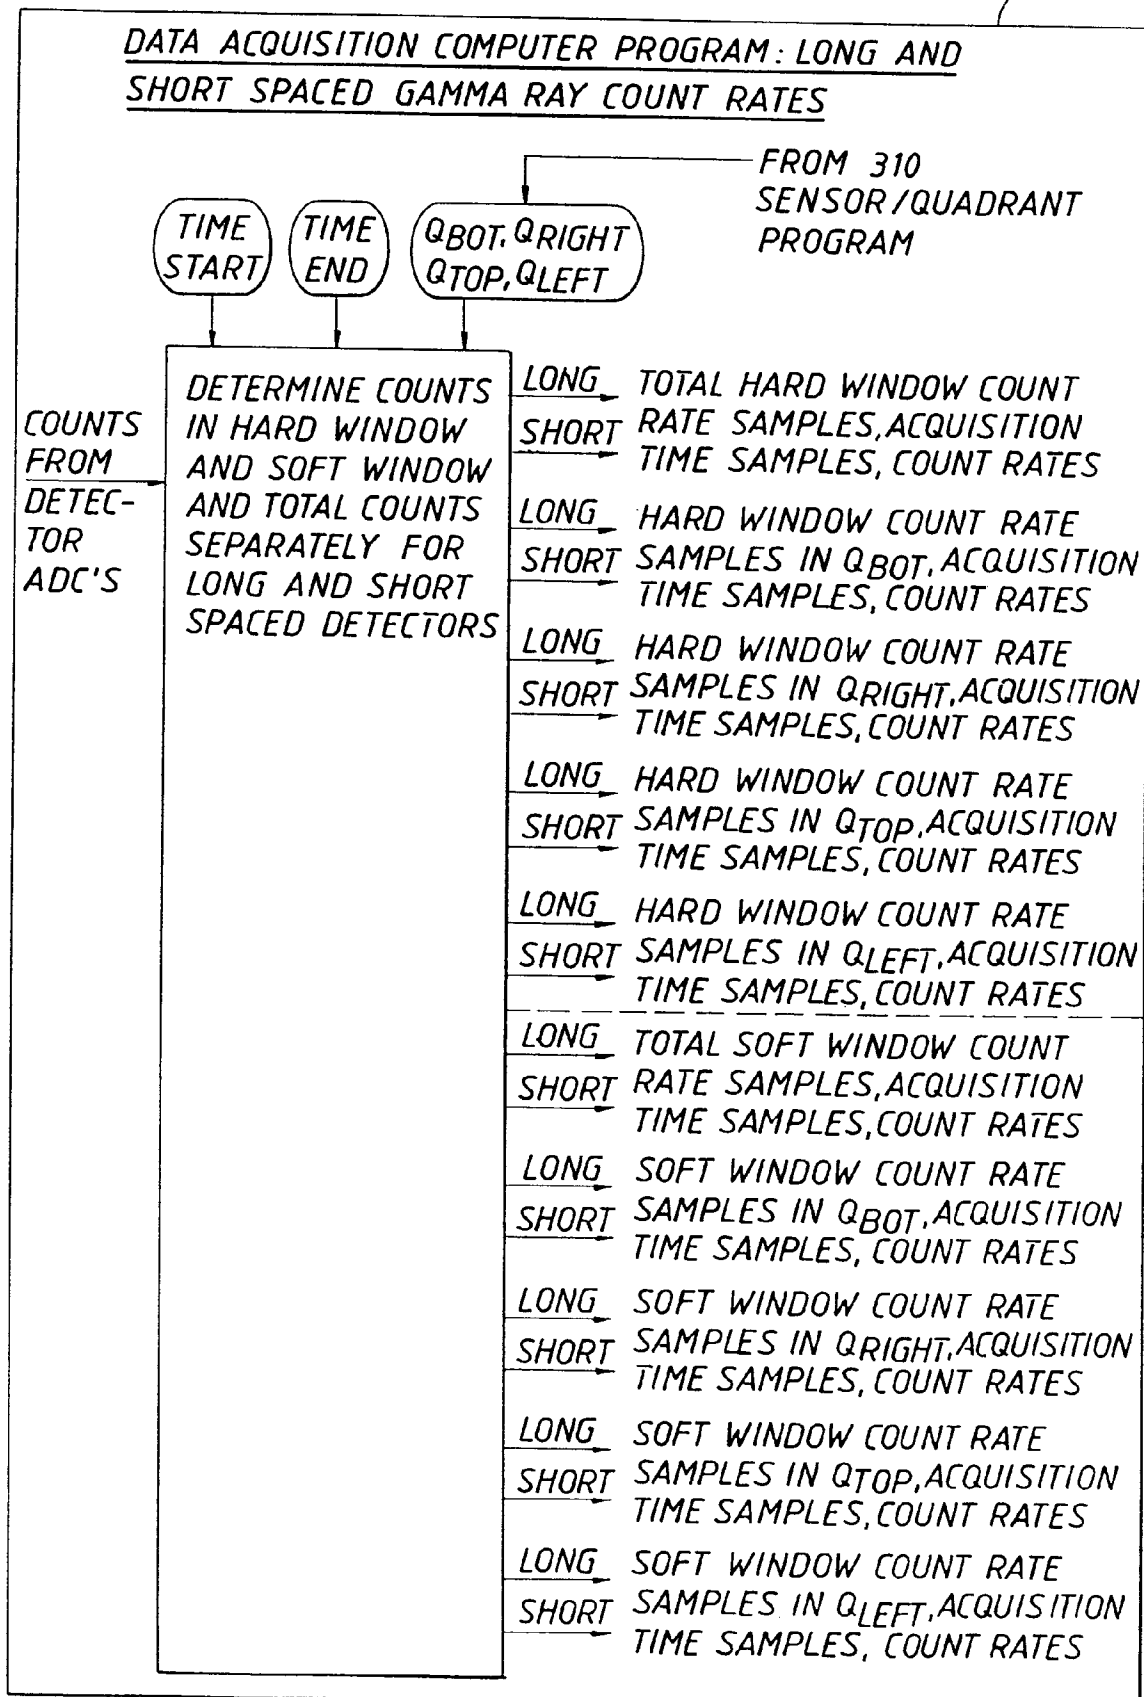 DATA ACQUISITION COMPUTER PROGRAM: LONG AND
SHORT SPACED GAMMA RAY COUNT RATES
FROM 310
SENSOR/QUADRANT
PROGRAM
TIME
START
TIME
END
QBOT, QRIGHT
QTOP, QLEFT
COUNTS
FROM
DETEC-
TOR
ADC'S
DETERMINE COUNTS
IN HARD WINDOW
AND SOFT WINDOW
AND TOTAL COUNTS
SEPARATELY FOR
LONG AND SHORT
SPACED DETECTORS
LONG
SHORT
TOTAL HARD WINDOW COUNT
RATE SAMPLES, ACQUISITION
TIME SAMPLES, COUNT RATES
LONG
SHORT
HARD WINDOW COUNT RATE
SAMPLES IN QBOT, ACQUISITION
TIME SAMPLES, COUNT RATES
LONG
SHORT
HARD WINDOW COUNT RATE
SAMPLES IN QRIGHT, ACQUISITION
TIME SAMPLES, COUNT RATES
LONG
SHORT
HARD WINDOW COUNT RATE
SAMPLES IN QTOP, ACQUISITION
TIME SAMPLES, COUNT RATES
LONG
SHORT
HARD WINDOW COUNT RATE
SAMPLES IN QLEFT, ACQUISITION
TIME SAMPLES, COUNT RATES
LONG
SHORT
TOTAL SOFT WINDOW COUNT
RATE SAMPLES, ACQUISITION
TIME SAMPLES, COUNT RATES
LONG
SHORT
SOFT WINDOW COUNT RATE
SAMPLES IN QBOT, ACQUISITION
TIME SAMPLES, COUNT RATES
LONG
SHORT
SOFT WINDOW COUNT RATE
SAMPLES IN QRIGHT, ACQUISITION
TIME SAMPLES, COUNT RATES
LONG
SHORT
SOFT WINDOW COUNT RATE
SAMPLES IN QTOP, ACQUISITION
TIME SAMPLES, COUNT RATES
LONG
SHORT
SOFT WINDOW COUNT RATE
SAMPLES IN QLEFT, ACQUISITION
TIME SAMPLES, COUNT RATES